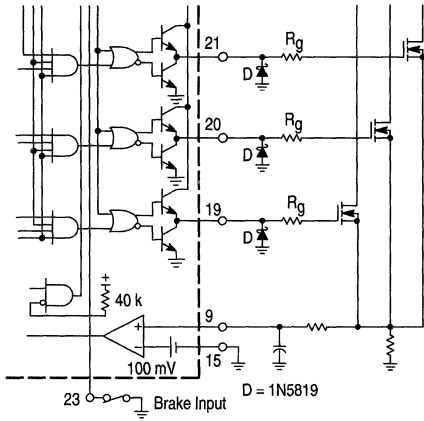 21
Rg
D
20
Rg
D
19
Rg
D
+
40 k
+
9
−
100 mV
15
D = 1N5819
23
Brake Input